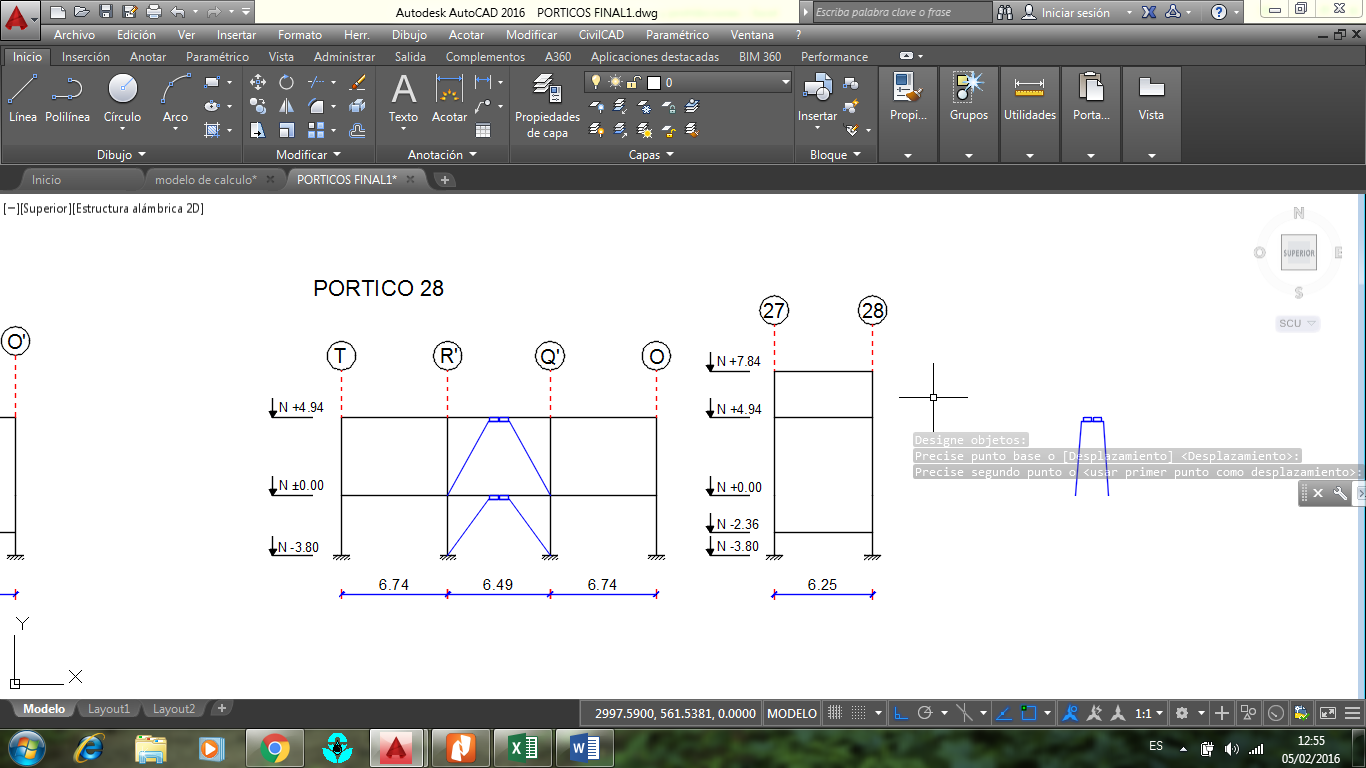 Autodesk AutoCAD 2016 PORTICOS FINAL1.dwg
Escriba palabra clave o frase
Iniciar sesión
Archivo Edición Ver Insertar Formato Herr. Dibujo Acotar Modificar CivilCAD Paramétrico Ventana ?
Inicio Inserción Anotar Paramétrico Vista Administrar Salida Complementos A360 Aplicaciones destacadas BIM 360 Performance
0
Línea Polilínea Círculo Arco
Texto Acotar
Propiedades
de capa
Insertar
Propi... Grupos Utilidades Porta... Vista
Dibujo Modificar Anotación Capas Bloque
Inicio modelo de calculo* PORTICOS FINAL1*
[−][Superior][Estructura alámbrica 2D]
N
O SUPERIOR E
S
SCU
PORTICO 28
27 28
O' T R' Q' O
N +7.84
N +4.94 N +4.94
Designe objetos:
Precise punto base o [Desplazamiento] <Desplazamiento>:
Precise segundo punto o <usar primer punto como desplazamiento>:
N ±0.00 N +0.00
N -2.36
N -3.80 N -3.80
6.74 6.49 6.74 6.25
Y
X
Modelo Layout1 Layout2
2997.5900, 561.5381, 0.0000 MODELO 1:1
ES
12:55
05/02/2016